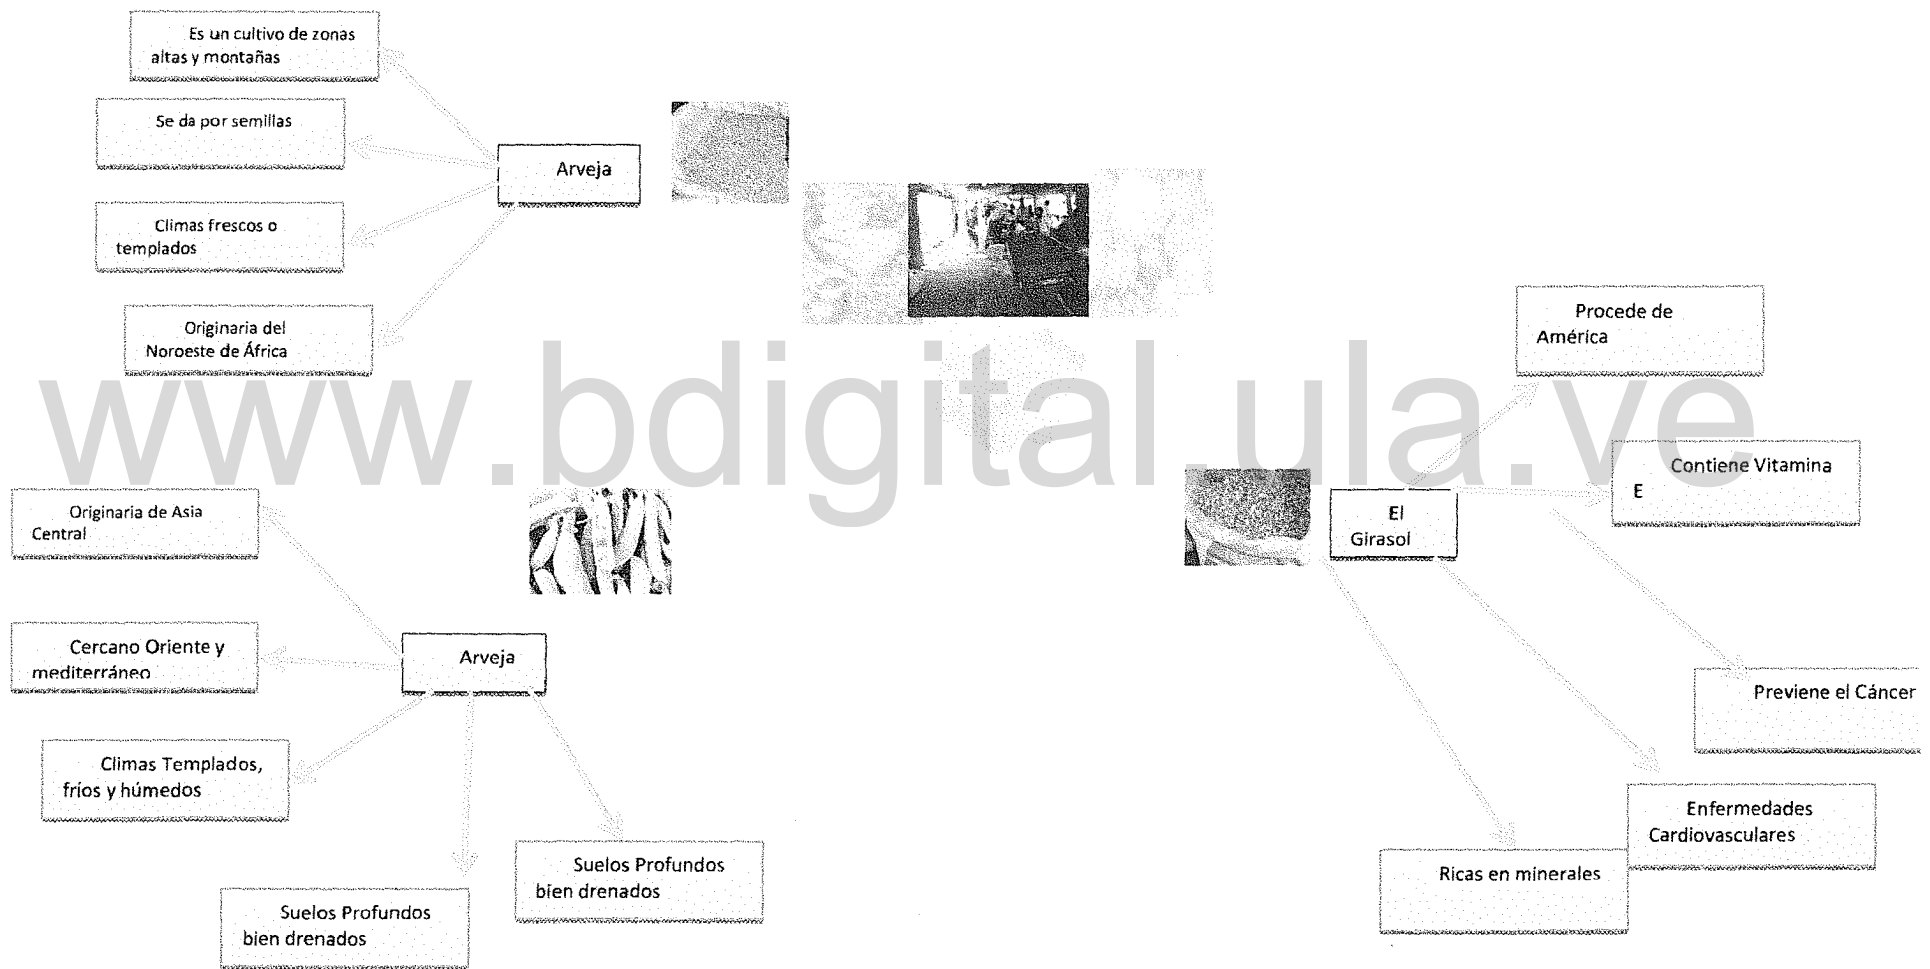 Es un cultivo de zonas
altas y montañas
Se da por semillas
Arveja
Climas frescos o
templados
Originaria del
Noroeste de África
Procede de
América
www.bdigital.ula.ve
Contiene Vitamina
E
El
Girasol
Originaria de Asia
Central
Cercano Oriente y
mediterráneo
Arveja
Previene el Cáncer
Climas Templados,
fríos y húmedos
Enfermedades
Cardiovasculares
Suelos Profundos
bien drenados
Ricas en minerales
Suelos Profundos
bien drenados